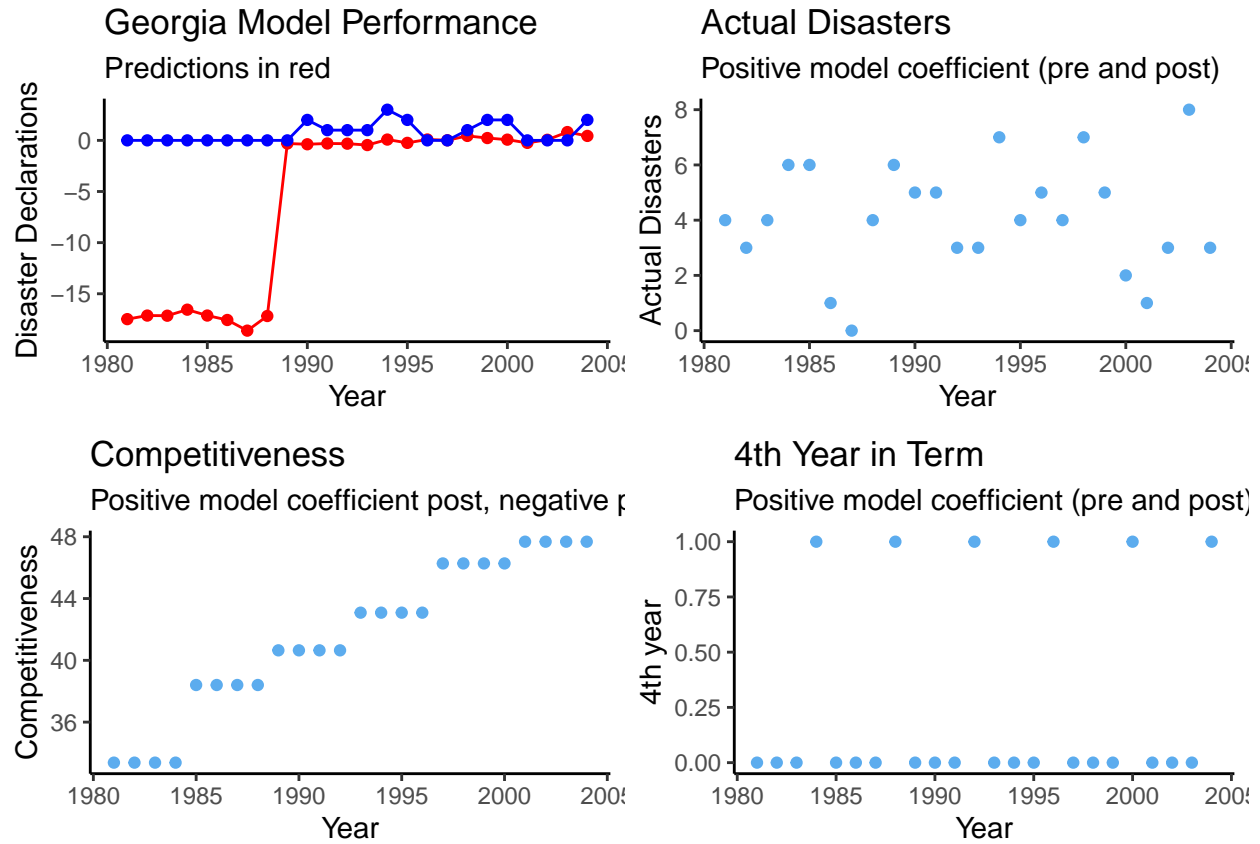 Georgia Model Performance
Predictions in red
Disaster Declarations
0
−5
−10
−15
1980 1985 1990 1995 2000 2005
Year
Actual Disasters
Positive model coefficient (pre and post)
Actual Disasters
8
6
4
2
0
1980 1985 1990 1995 2000 2005
Year
Competitiveness
Positive model coefficient post, negative p
Competitiveness
48
44
40
36
1980 1985 1990 1995 2000 2005
Year
4th Year in Term
Positive model coefficient (pre and post)
4th year
1.00
0.75
0.50
0.25
0.00
1980 1985 1990 1995 2000 2005
Year